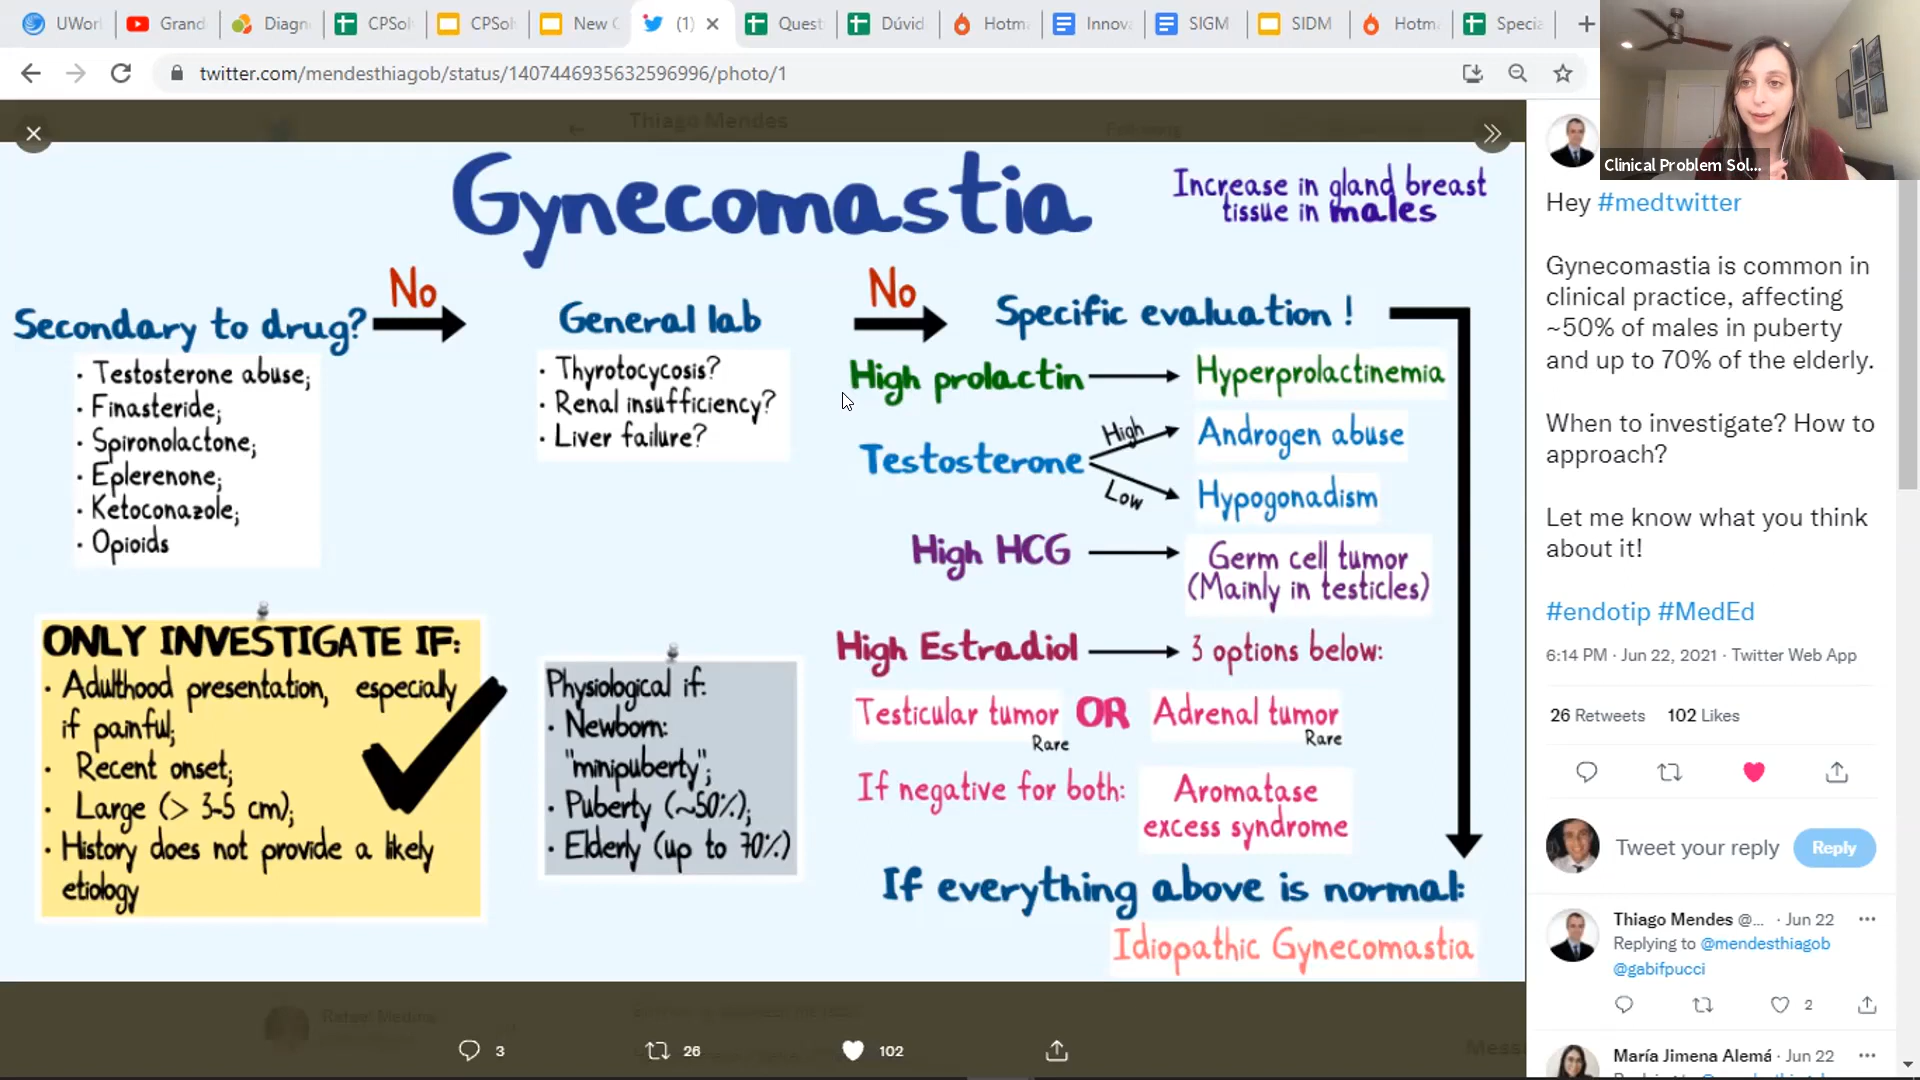 UWorl
Grand
Diagn
CPSol
CPSol
New C
(1)
Quest
Dúvid
Hotm
Innova
SIGM
SIDM
Hotm
Specia
twitter.com/mendesthiagob/status/1407446935632596996/photo/1
Clinical Problem Sol...
Thiago Mendes
Gynecomastia
Increase in gland breast
tissue in males
Secondary to drug?
No
General lab
No
Specific evaluation !
· Testosterone abuse;
· Finasteride;
· Spironolactone;
· Eplerenone;
· Ketoconazole;
· Opioids
· Thyrotocycosis?
· Renal insufficiency?
· Liver failure?
High prolactin
Hyperprolactinemia
Testosterone
High
Androgen abuse
Low
Hypogonadism
High HCG
Germ cell tumor
(Mainly in testicles)
High Estradiol
3 options below:
Testicular tumor OR Adrenal tumor
Rare
Rare
If negative for both:
Aromatase
excess syndrome
If everything above is normal:
Idiopathic Gynecomastia
ONLY INVESTIGATE IF:
· Adulthood presentation, especially
if painful;
· Recent onset;
· Large (> 3-5 cm);
· History does not provide a likely
etiology
Physiological if:
· Newborn:
"minipuberty";
· Puberty (~50%);
· Elderly (up to 70%)
3
26
102
Hey #medtwitter
Gynecomastia is common in
clinical practice, affecting
~50% of males in puberty
and up to 70% of the elderly.
When to investigate? How to
approach?
Let me know what you think
about it!
#endotip #MedEd
6:14 PM · Jun 22, 2021 · Twitter Web App
26 Retweets 102 Likes
Tweet your reply
Reply
Thiago Mendes @... · Jun 22
Replying to @mendesthiagob
@gabifpucci
2
María Jimena Alemá · Jun 22